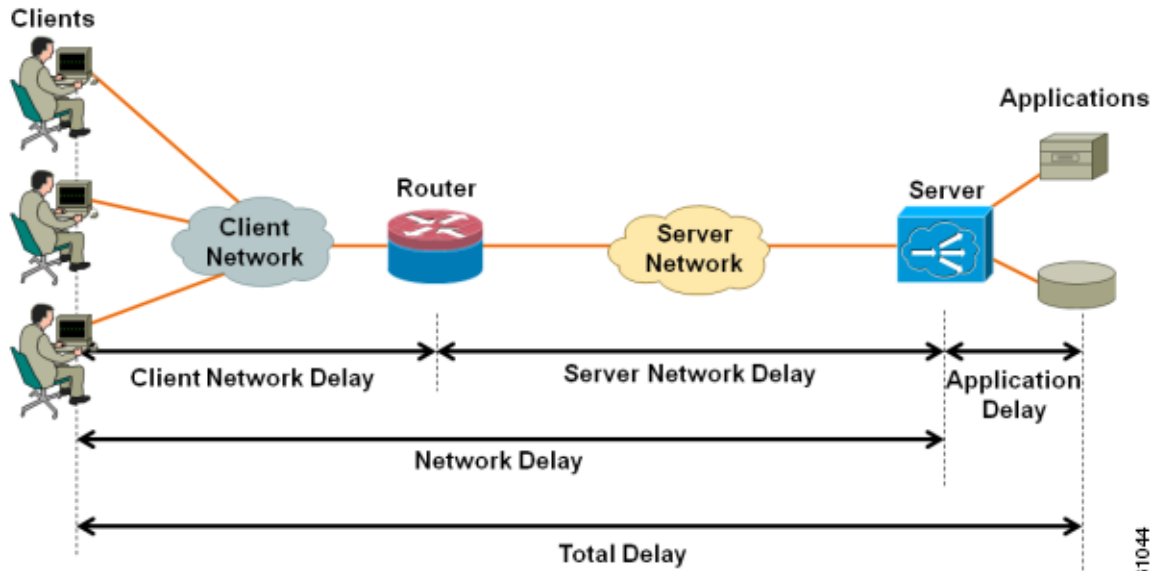 Clients
Applications
Router
Server
Client
Network
Server
Network
Client Network Delay
Server Network Delay
Application
Delay
Network Delay
Total Delay